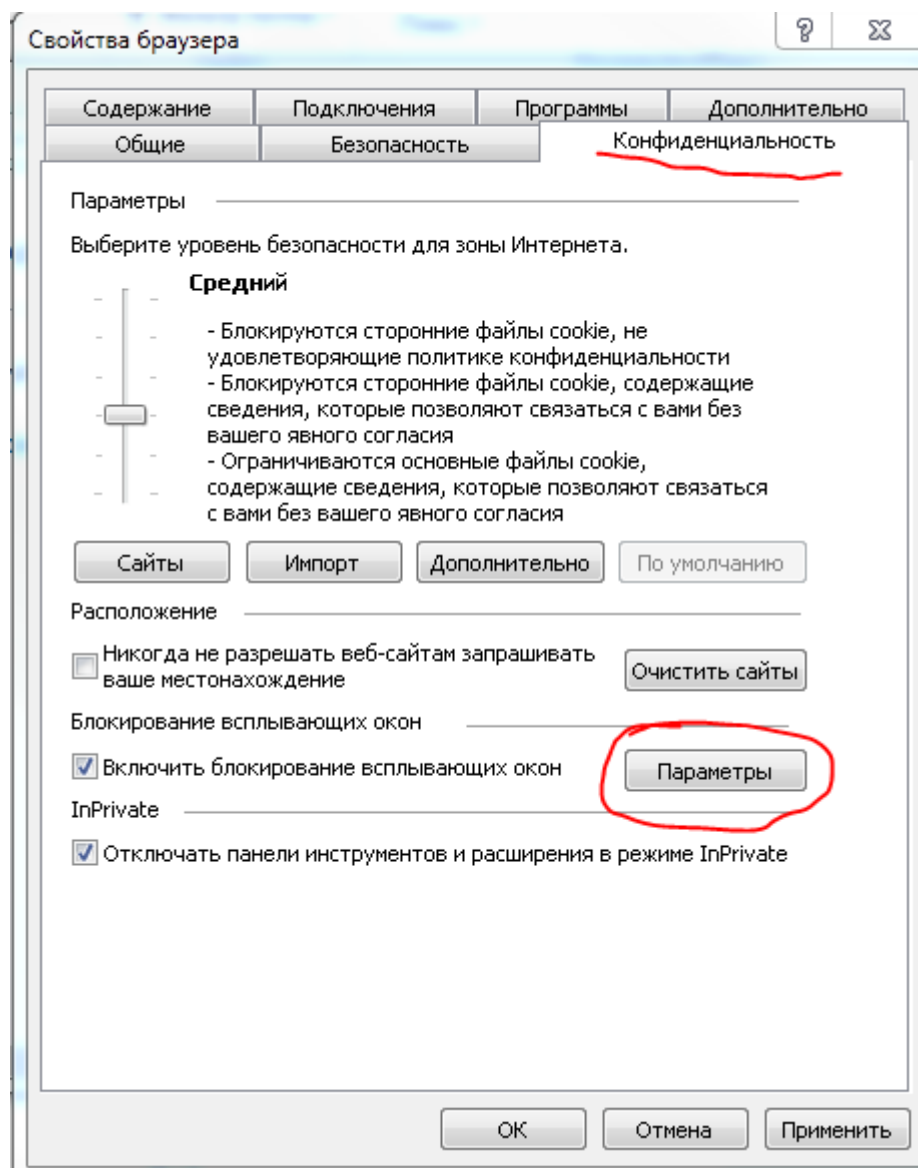 Свойства браузера
Содержание Подключения Программы Дополнительно
Общие Безопасность Конфиденциальность
Параметры
Выберите уровень безопасности для зоны Интернета.
Средний
- Блокируются сторонние файлы cookie, не
удовлетворяющие политике конфиденциальности
- Блокируются сторонние файлы cookie, содержащие
сведения, которые позволяют связаться с вами без
вашего явного согласия
- Ограничиваются основные файлы cookie,
содержащие сведения, которые позволяют связаться
с вами без вашего явного согласия
Сайты Импорт Дополнительно По умолчанию
Расположение
Никогда не разрешать веб-сайтам запрашивать
ваше местонахождение
Очистить сайты
Блокирование всплывающих окон
Включить блокирование всплывающих окон Параметры
InPrivate
Отключать панели инструментов и расширения в режиме InPrivate
ОК Отмена Применить